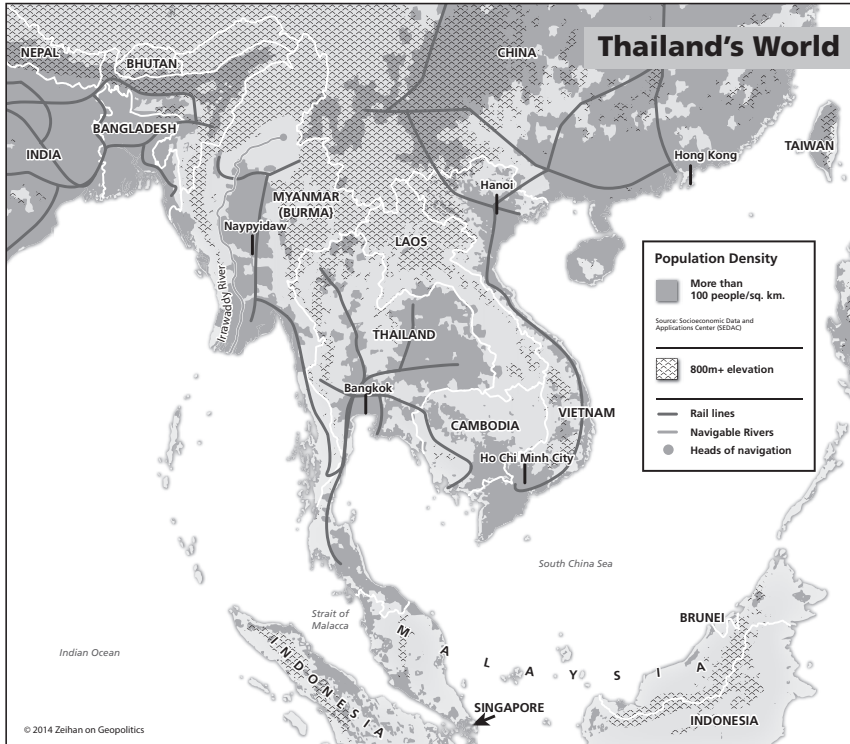 Thailand's World
NEPAL
BHUTAN
CHINA
BANGLADESH
INDIA
TAIWAN
Hong Kong
Hanoi
MYANMAR
(BURMA)
Naypyidaw
LAOS
Irrawaddy River
THAILAND
Bangkok
CAMBODIA
VIETNAM
Ho Chi Minh City
Population Density
More than
100 people/sq. km.
Source: Socioeconomic Data and
Applications Center (SEDAC)
800m+ elevation
Rail lines
Navigable Rivers
Heads of navigation
South China Sea
Strait of
Malacca
Indian Ocean
MALAYSIA
BRUNEI
INDONESIA
SINGAPORE
INDONESIA
© 2014 Zeihan on Geopolitics